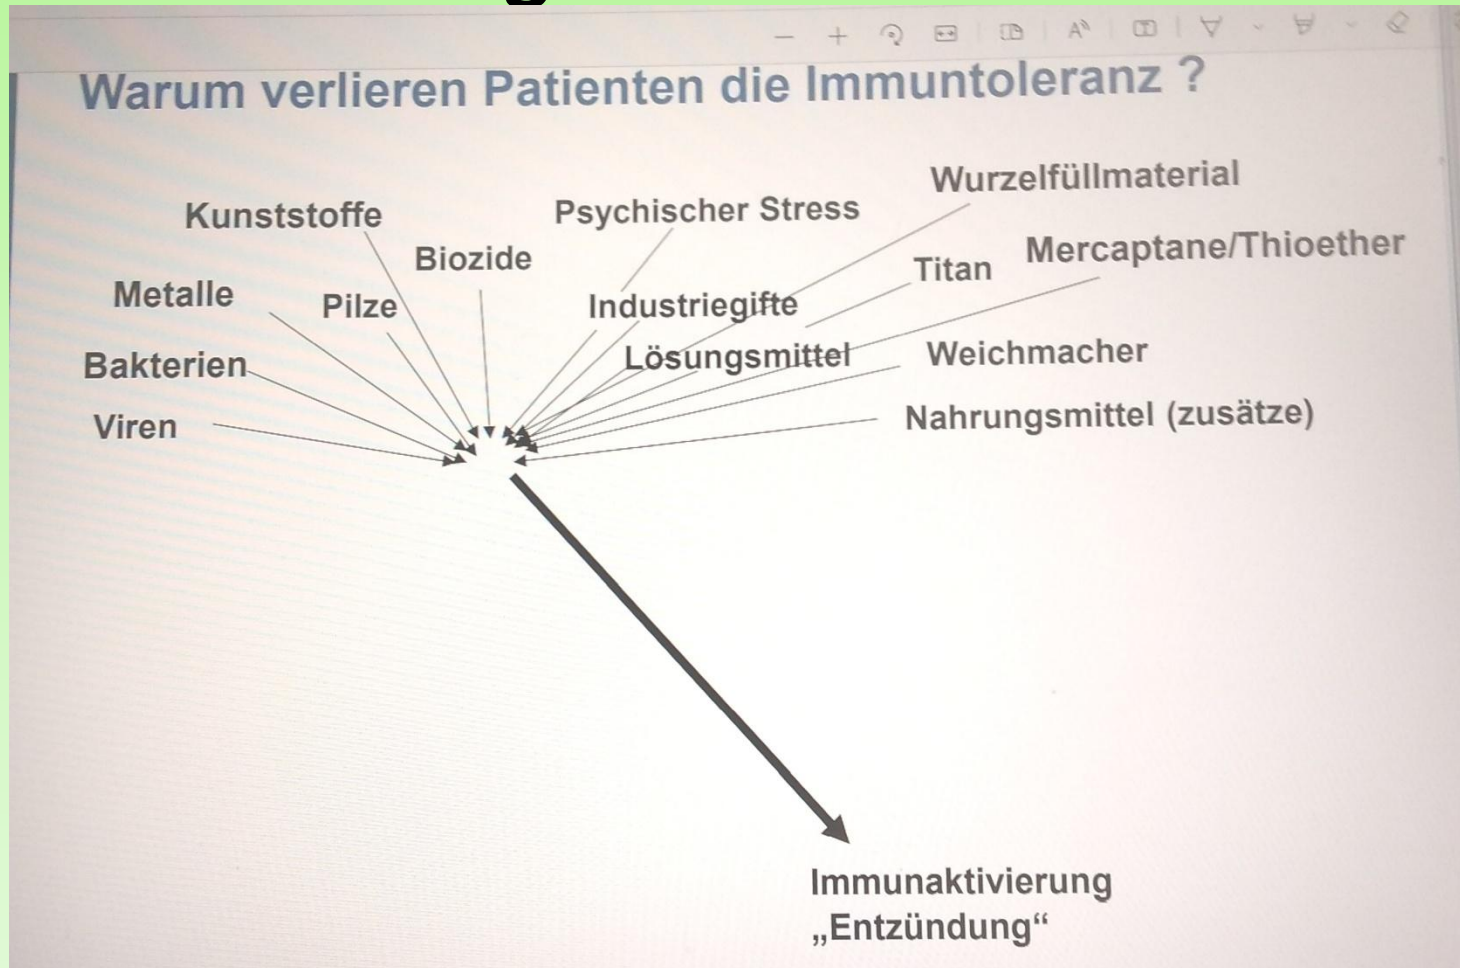 Warum verlieren Patienten die Immuntoleranz ?
Wurzelfüllmaterial
Kunststoffe
Psychischer Stress
Biozide
Mercaptane/Thioether
Titan
Metalle
Pilze
Industriegifte
Bakterien
Lösungsmittel
Weichmacher
Viren
Nahrungsmittel (zusätze)
Immunaktivierung
„Entzündung“